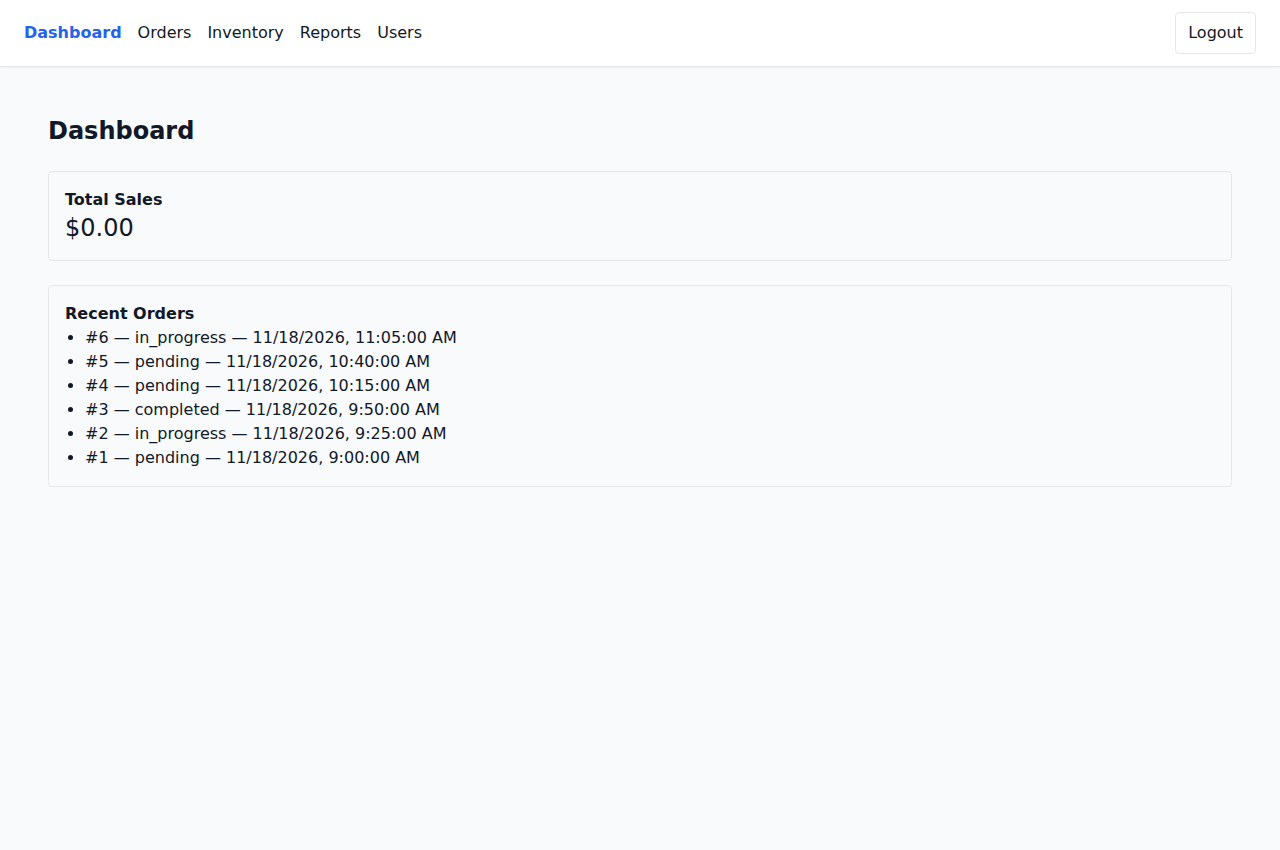 Dashboard Orders Inventory Reports Users Logout
Dashboard
Total Sales
$0.00
Recent Orders
• #6 — in_progress — 11/18/2026, 11:05:00 AM
• #5 — pending — 11/18/2026, 10:40:00 AM
• #4 — pending — 11/18/2026, 10:15:00 AM
• #3 — completed — 11/18/2026, 9:50:00 AM
• #2 — in_progress — 11/18/2026, 9:25:00 AM
• #1 — pending — 11/18/2026, 9:00:00 AM